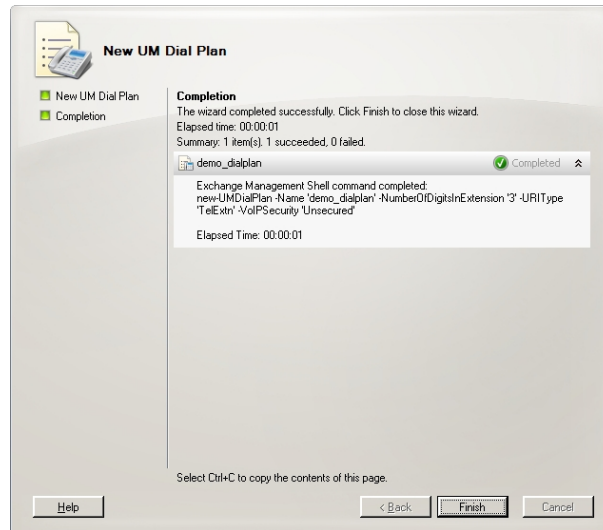 New UM Dial Plan
New UM Dial Plan
Completion
Completion
The wizard completed successfully. Click Finish to close this wizard.
Elapsed time: 00:00:01
Summary: 1 item(s). 1 succeeded, 0 failed.
demo_dialplan
Completed
Exchange Management Shell command completed:
new-UMDialPlan -Name 'demo_dialplan' -NumberOfDigitsInExtension '3' -URIType
'TelExtn' -VoIPSecurity 'Unsecured'
Elapsed Time: 00:00:01
Select Ctrl+C to copy the contents of this page.
Help
< Back
Finish
Cancel